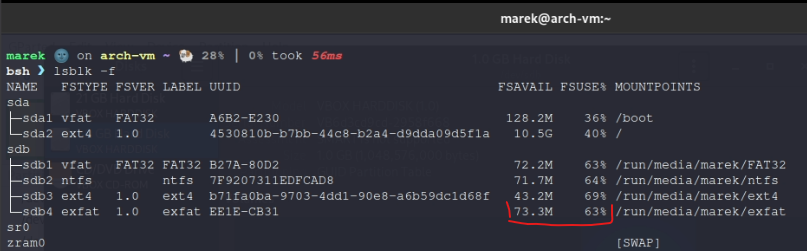 marek@arch-vm:~
marek 🌚 on arch-vm ~ 🐏 28% | 0% took 56ms
bsh ❯ lsblk -f
NAME   FSTYPE FSVER LABEL UUID                                 FSAVAIL FSUSE% MOUNTPOINTS
sda
├─sda1 vfat   FAT32       A6B2-E230                             128.2M    36% /boot
└─sda2 ext4   1.0         4530810b-b7bb-44c8-b2a4-d9dda09d5f1a   10.5G    40% /
sdb
├─sdb1 vfat   FAT32 FAT32 B27A-80D2                              72.2M    63% /run/media/marek/FAT32
├─sdb2 ntfs         ntfs  7F9207311EDFCAD8                       71.7M    64% /run/media/marek/ntfs
├─sdb3 ext4   1.0   ext4  b71fa0ba-9703-4dd1-90e8-a6b59dc1d68f   43.2M    69% /run/media/marek/ext4
└─sdb4 exfat  1.0   exfat EE1E-CB31                              73.3M    63% /run/media/marek/exfat
sr0
zram0                                                                         [SWAP]